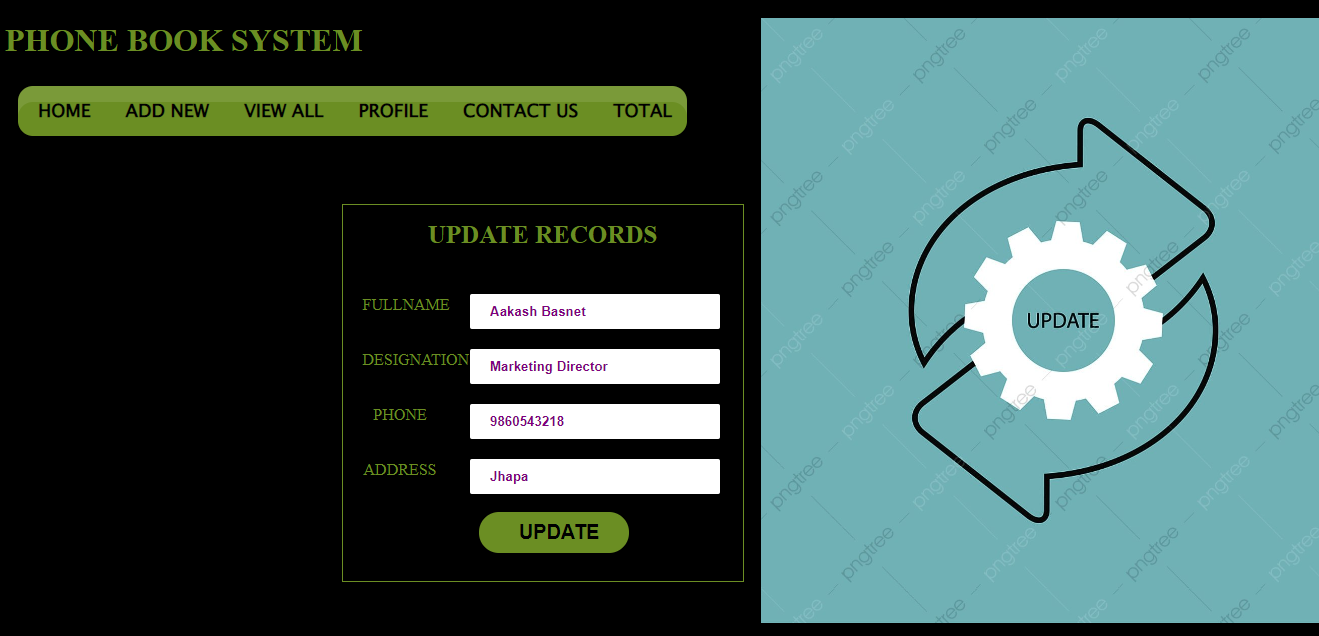 PHONE BOOK SYSTEM
HOME ADD NEW VIEW ALL PROFILE CONTACT US TOTAL
UPDATE RECORDS
FULLNAME Aakash Basnet
DESIGNATION Marketing Director
PHONE 9860543218
ADDRESS Jhapa
UPDATE
UPDATE
pngtree